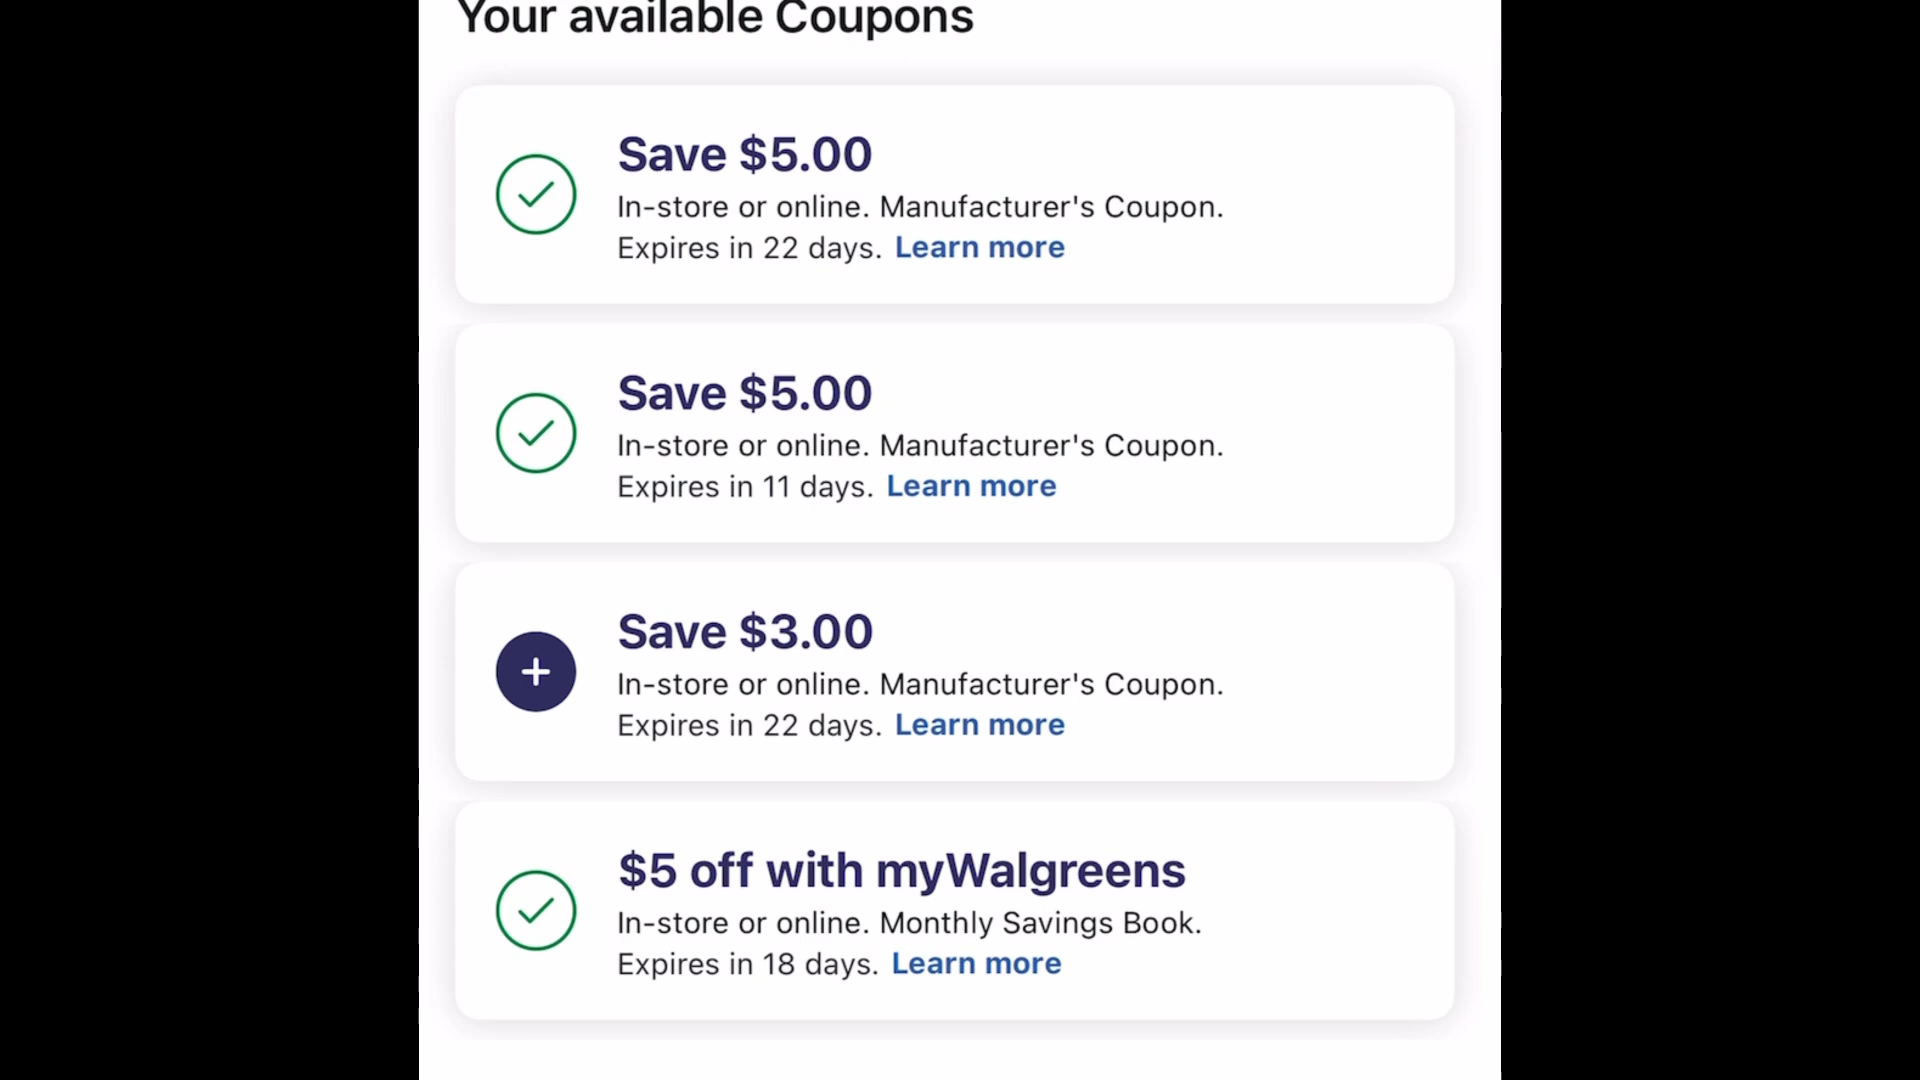 Your available Coupons
Save $5.00
In-store or online. Manufacturer's Coupon.
Expires in 22 days. Learn more
Save $5.00
In-store or online. Manufacturer's Coupon.
Expires in 11 days. Learn more
Save $3.00
In-store or online. Manufacturer's Coupon.
Expires in 22 days. Learn more
$5 off with myWalgreens
In-store or online. Monthly Savings Book.
Expires in 18 days. Learn more